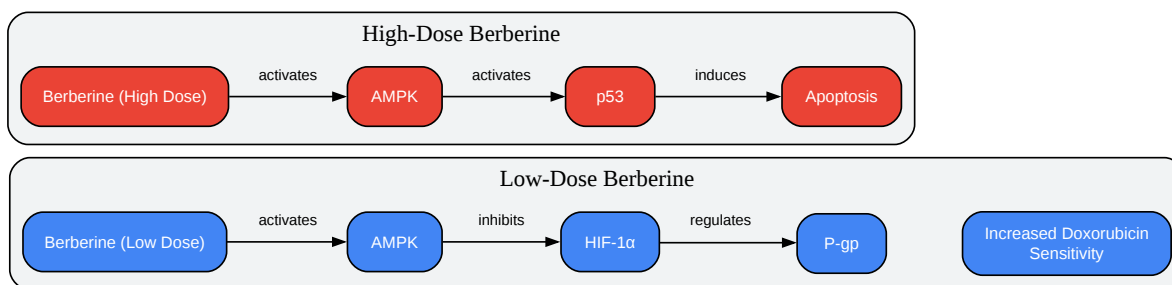 High-Dose Berberine
activates
activates
induces
Berberine (High Dose)
AMPK
p53
Apoptosis
Low-Dose Berberine
activates
inhibits
regulates
Berberine (Low Dose)
AMPK
HIF-1α
P-gp
Increased Doxorubicin
Sensitivity